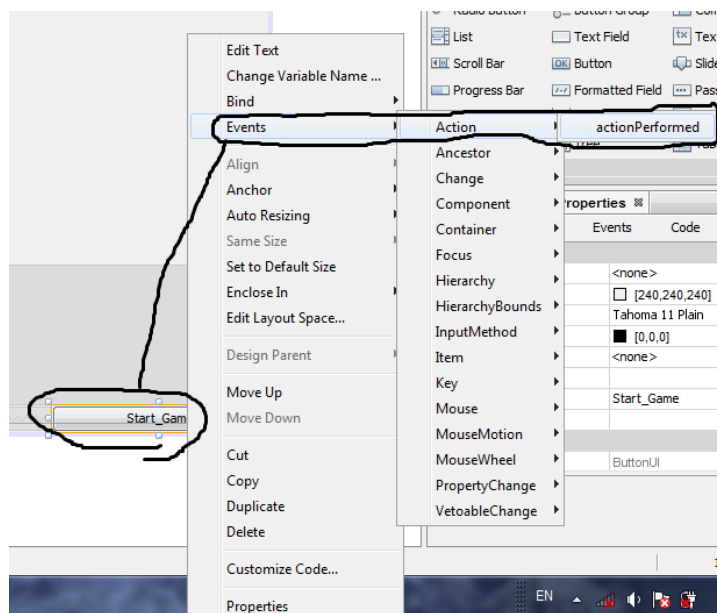 Radio Button
Button Group
List
Text Field
Scroll Bar
Button
Progress Bar
Formatted Field
Edit Text
Change Variable Name ...
Bind
Events
Align
Anchor
Auto Resizing
Same Size
Set to Default Size
Enclose In
Edit Layout Space...
Design Parent
Move Up
Move Down
Cut
Copy
Duplicate
Delete
Customize Code...
Properties
Action
Ancestor
Change
Component
Container
Focus
Hierarchy
HierarchyBounds
InputMethod
Item
Key
Mouse
MouseMotion
MouseWheel
PropertyChange
VetoableChange
actionPerformed
Tree
roperties
Events
Code
<none>
[240,240,240]
Tahoma 11 Plain
[0,0,0]
<none>
Start_Game
ButtonUI
Start_Gam
EN